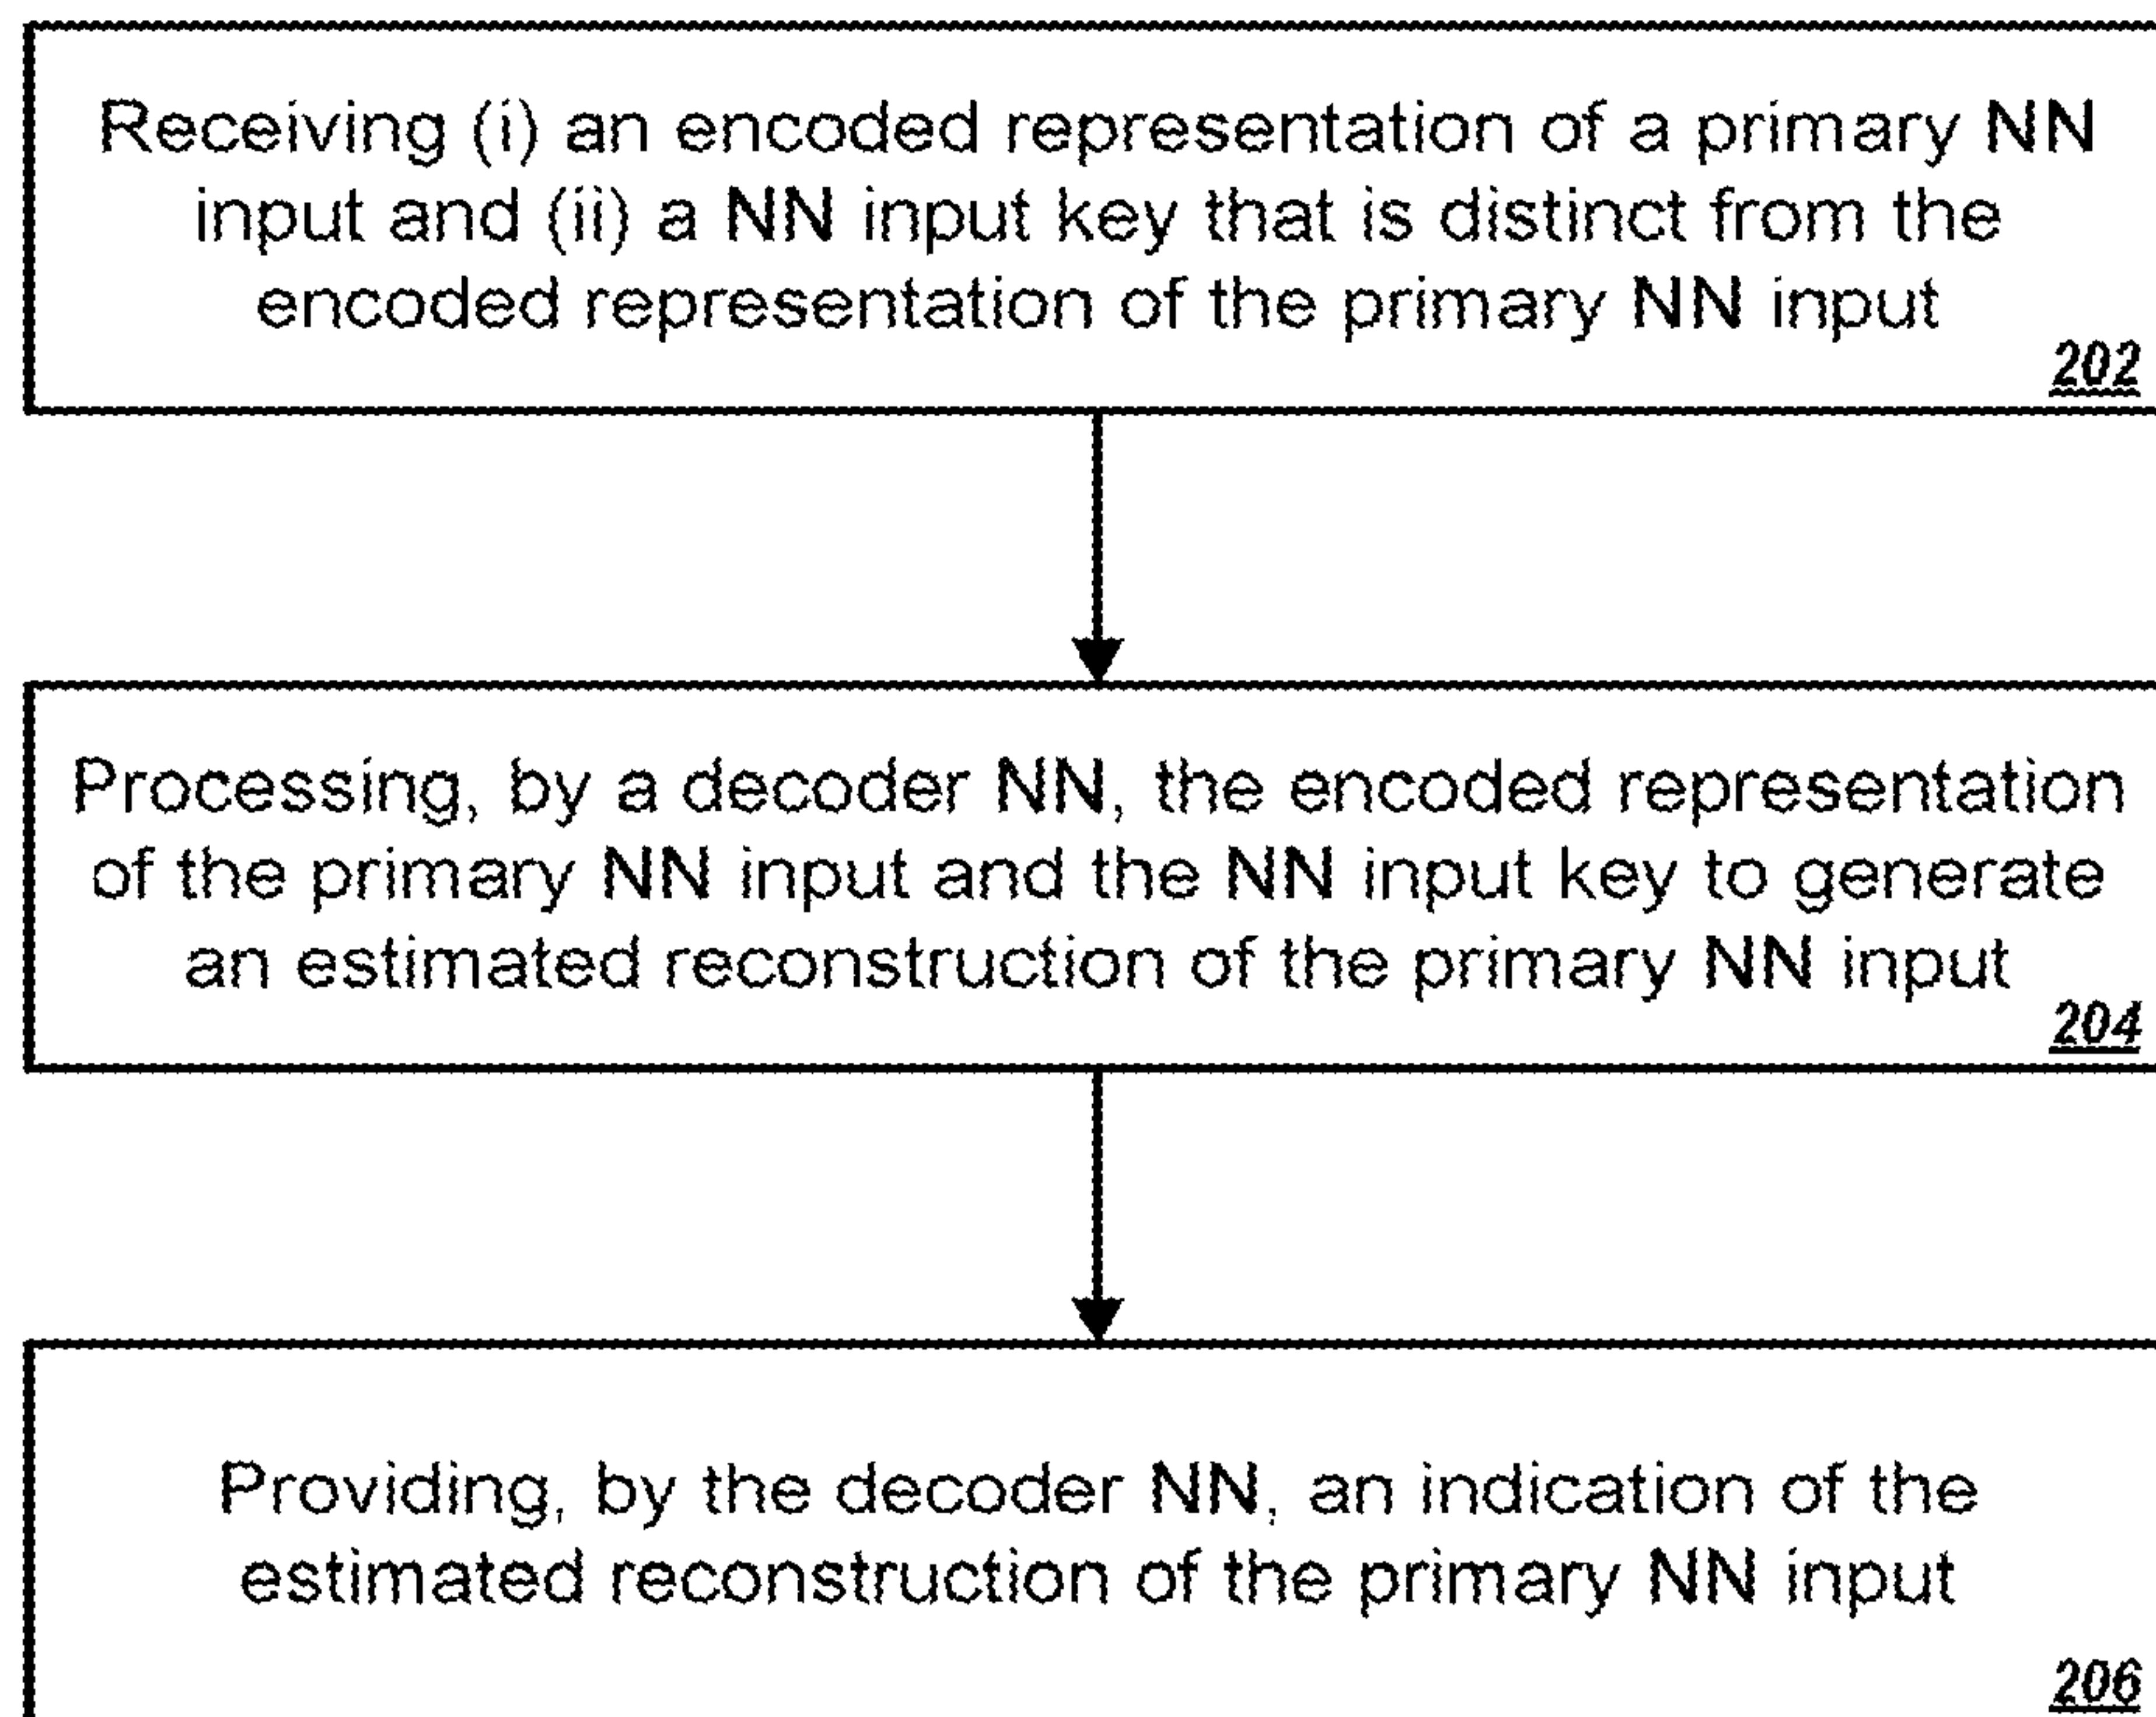 Receiving (i) an encoded representation of a primary NN
input and (ii) a NN input key that is distinct from the
encoded representation of the primary NN input
202
Processing, by a decoder NN, the encoded representation
of the primary NN input and the NN input key to generate
an estimated reconstruction of the primary NN input
204
Providing, by the decoder NN, an indication of the
estimated reconstruction of the primary NN input
206